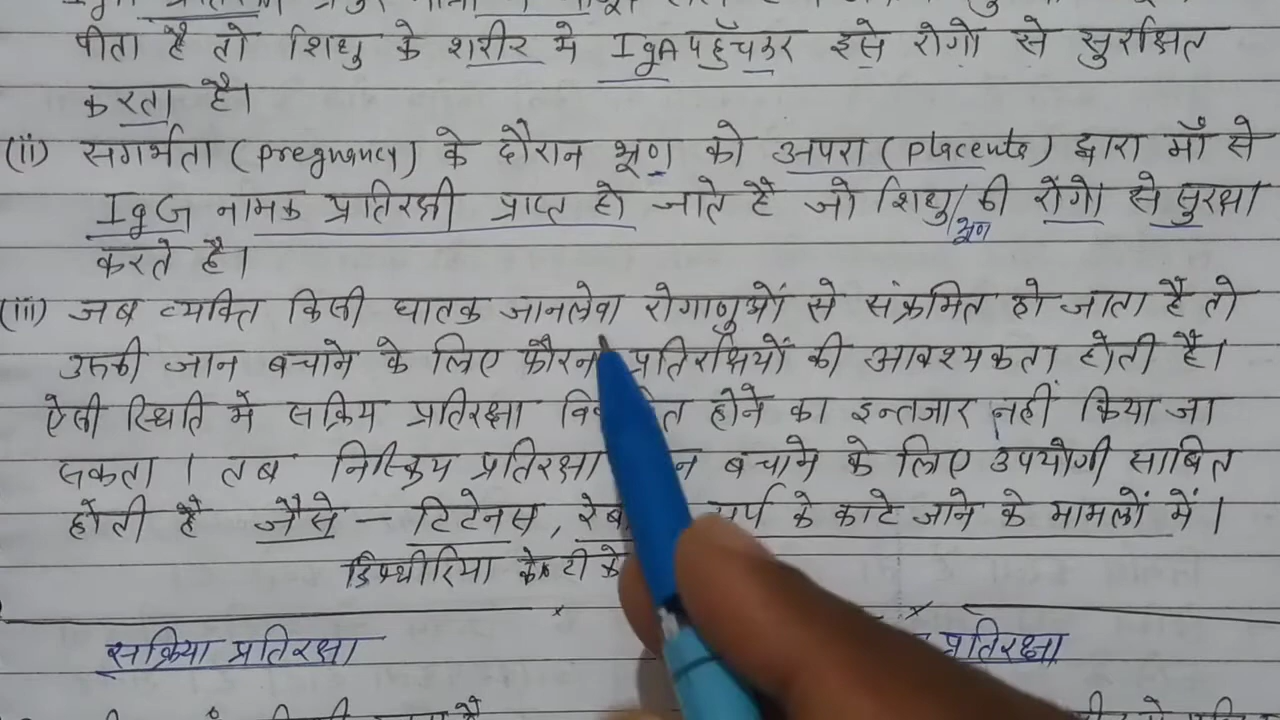 पीता है तो शिशु के शरीर मे IgA पहुँचकर इसे रोगो से सुरक्षित
करता है।
(ii) सगर्भता (pregnancy) के दौरान भ्रूण को अपरा (placenta) द्वारा माँ से
IgG नामक प्रतिरक्षी प्राप्त हो जाते है जो शिशु/ की रोगो से सुरक्षा
भ्रूण
करते है।
(iii) जब व्यक्ति किसी घातक जानलेवा रोगाणुओं से संक्रमित हो जाता है तो
उसकी जान बचाने के लिए फौरन प्रतिरक्षियों की आवश्यकता होती है।
ऐसी स्थिति में सक्रिय प्रतिरक्षा होने का इन्तजार नहीं किया जा
सकता । तब निस्क्रिय प्रतिरक्षा बचाने के लिए उपयोगी साबित
होती है जैसे – टिटेनस, सर्प के काटे जाने के मामलों में।
डिप्थीरिया के टीके
सक्रिया प्रतिरक्षा
प्रतिरक्षा